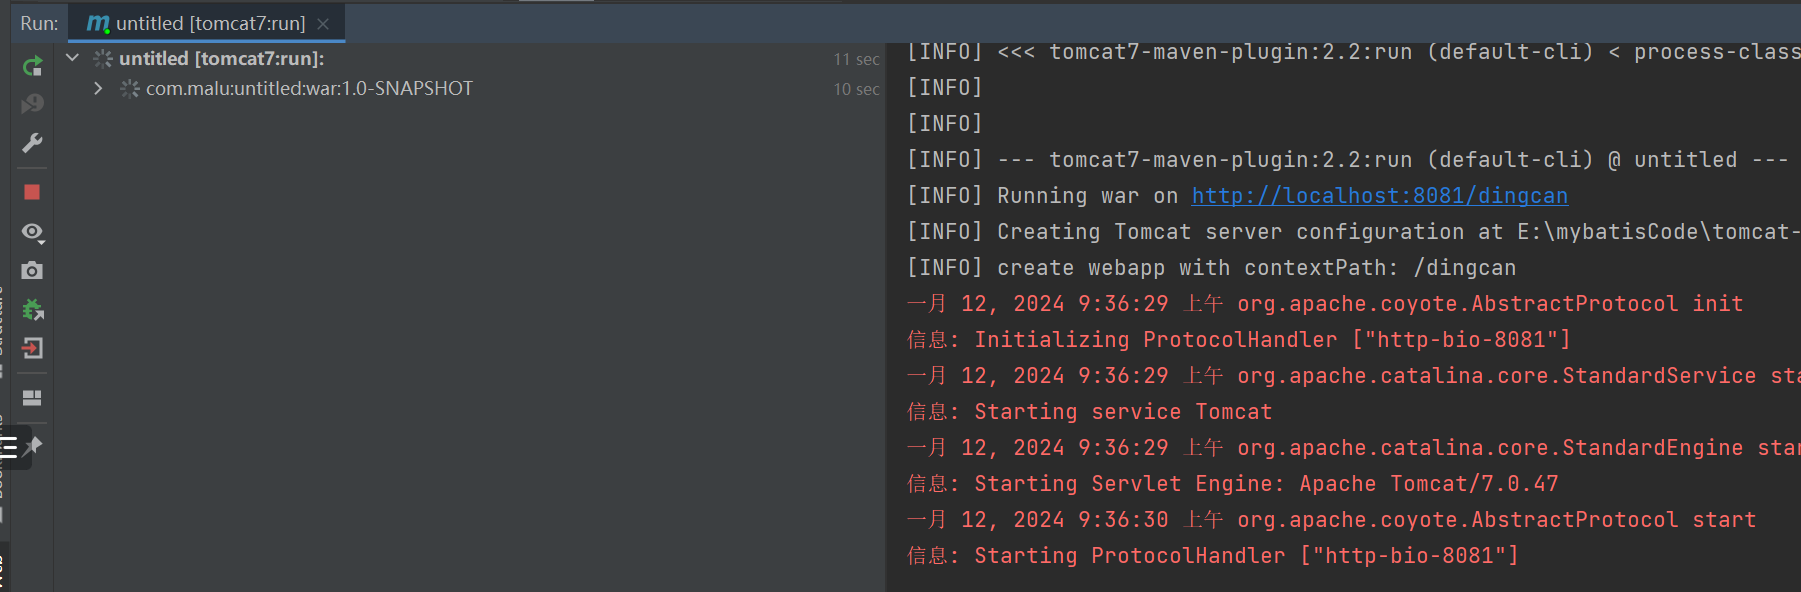 Run: untitled [tomcat7:run]
untitled [tomcat7:run]: 11 sec
com.malu:untitled:war:1.0-SNAPSHOT 10 sec
[INFO] <<< tomcat7-maven-plugin:2.2:run (default-cli) < process-class
[INFO]
[INFO]
[INFO] --- tomcat7-maven-plugin:2.2:run (default-cli) @ untitled ---
[INFO] Running war on http://localhost:8081/dingcan
[INFO] Creating Tomcat server configuration at E:\mybatisCode\tomcat-
[INFO] create webapp with contextPath: /dingcan
一月 12, 2024 9:36:29 上午 org.apache.coyote.AbstractProtocol init
信息: Initializing ProtocolHandler ["http-bio-8081"]
一月 12, 2024 9:36:29 上午 org.apache.catalina.core.StandardService sta
信息: Starting service Tomcat
一月 12, 2024 9:36:29 上午 org.apache.catalina.core.StandardEngine star
信息: Starting Servlet Engine: Apache Tomcat/7.0.47
一月 12, 2024 9:36:30 上午 org.apache.coyote.AbstractProtocol start
信息: Starting ProtocolHandler ["http-bio-8081"]